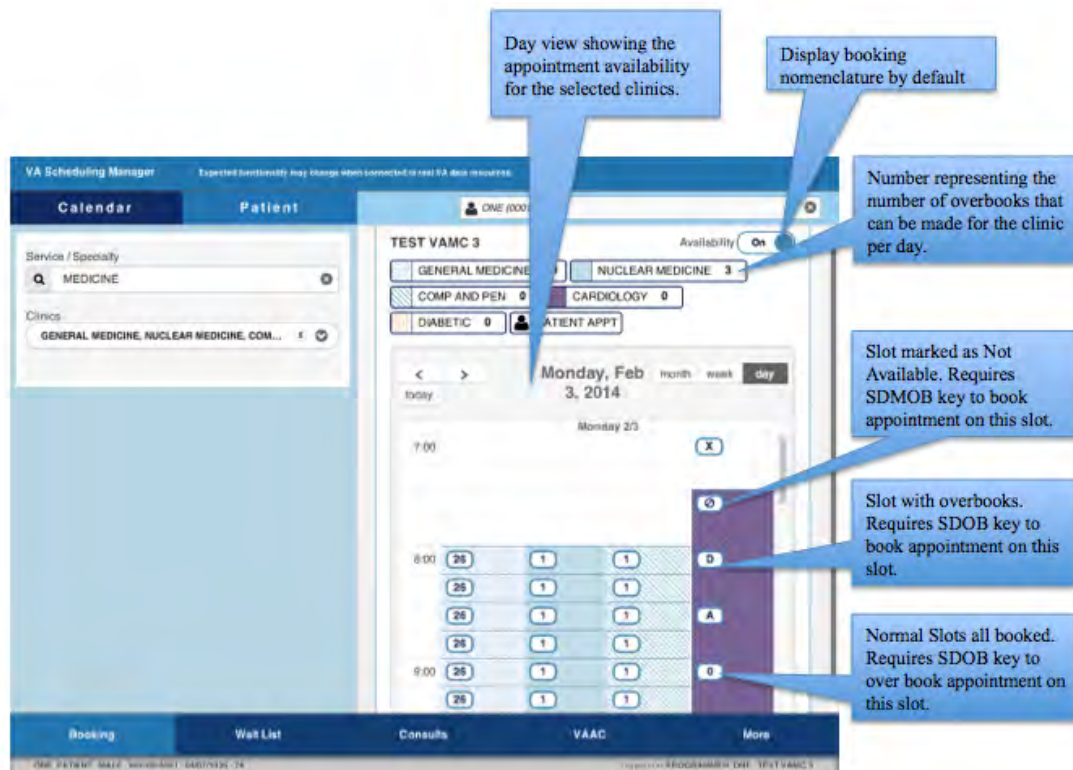 Day view showing the
appointment availability
for the selected clinics.
Display booking
nomenclature by default
Number representing the
number of overbooks that
can be made for the clinic
per day.
Slot marked as Not
Available. Requires
SDMOB key to book
appointment on this slot.
Slot with overbooks.
Requires SDOB key to
book appointment on this
slot.
Normal Slots all booked.
Requires SDOB key to
over book appointment on
this slot.
VA Scheduling Manager Expected functionality may change when connected to real VA data resources.
Calendar Patient ONE (000
Service / Specialty
MEDICINE
Clinics
GENERAL MEDICINE, NUCLEAR MEDICINE, COM...
TEST VAMC 3 Availability On
GENERAL MEDICINE NUCLEAR MEDICINE 3
COMP AND PEN 0 CARDIOLOGY 0
DIABETIC 0 PATIENT APPT
< > Monday, Feb month week day
today 3, 2014
Monday 2/3
7:00 X
Ø
8:00 26 1 1 D
26 1 1
26 1 1 A
26 1 1
9:00 26 1 1 0
26 1 1
Booking Wait List Consults VAAC More
PROGRAMMER ONE TEST VAMC 3